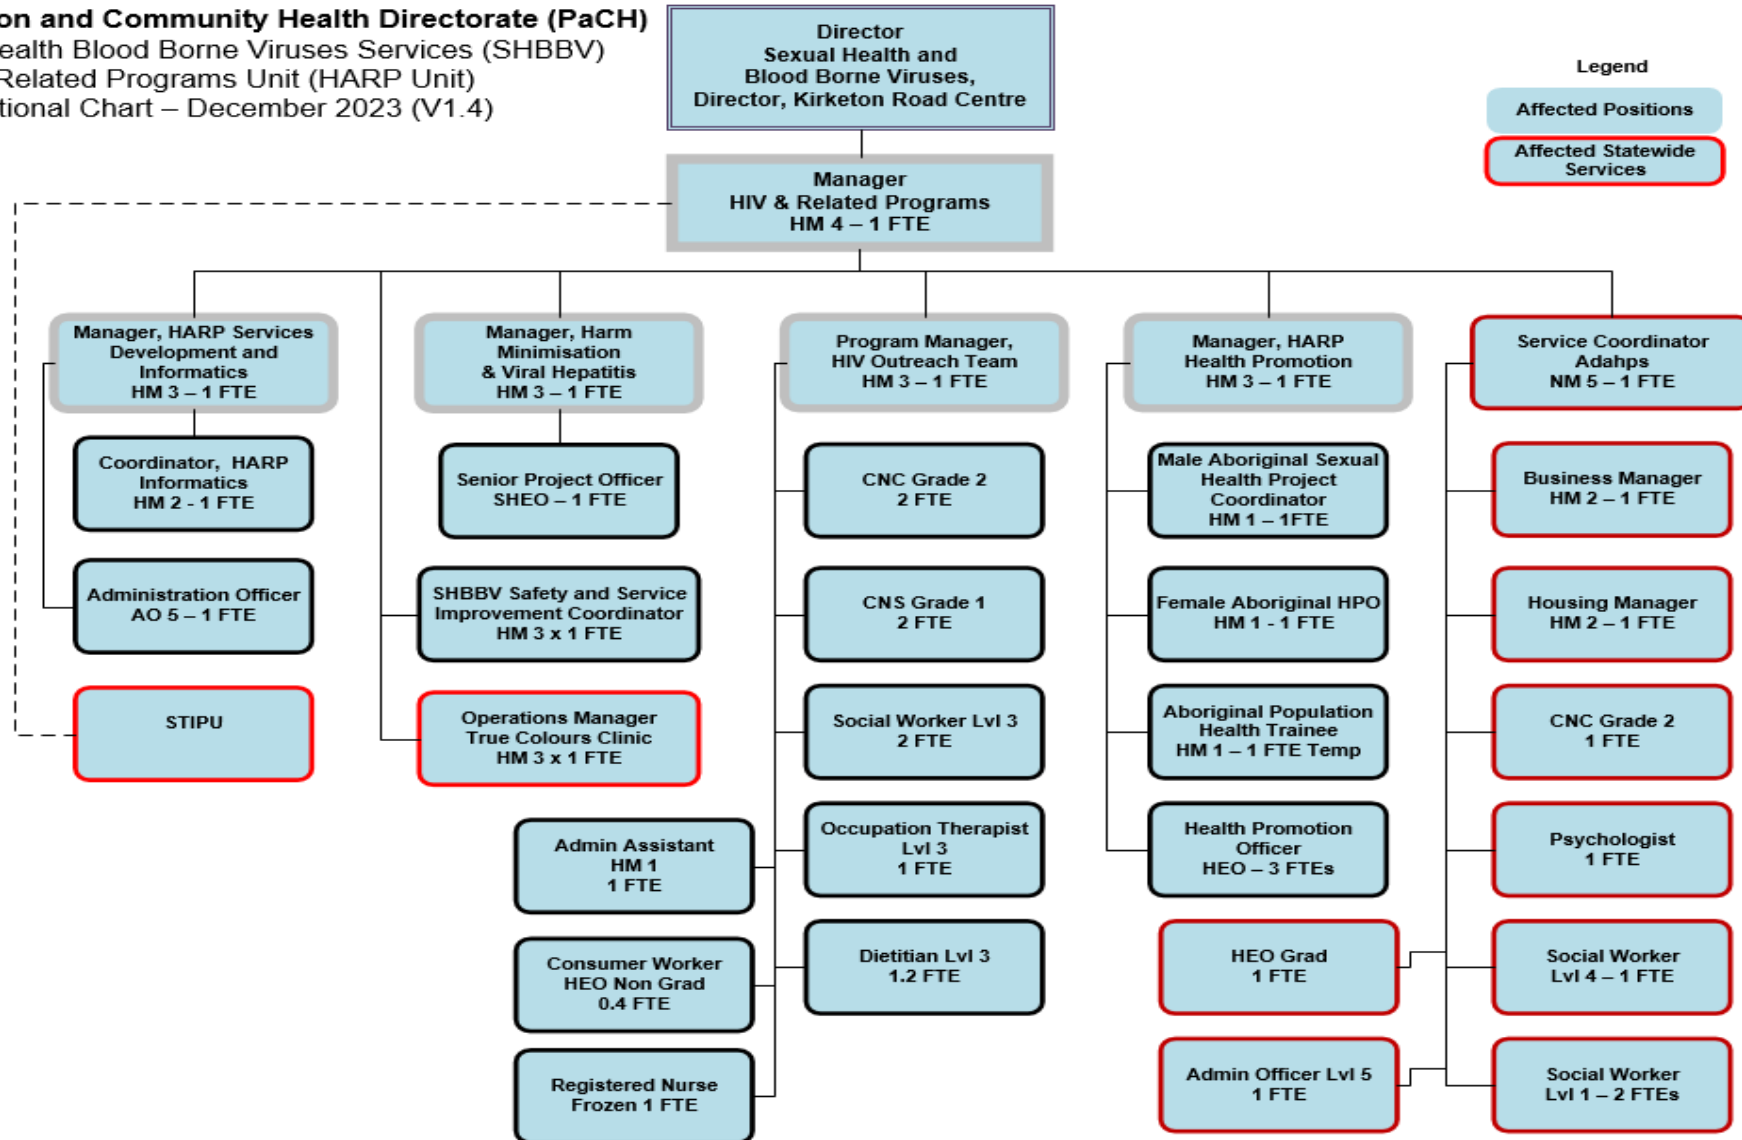 on and Community Health Directorate (PaCH)
ealth Blood Borne Viruses Services (SHBBV)
Related Programs Unit (HARP Unit)
tional Chart – December 2023 (V1.4)
Director
Sexual Health and
Blood Borne Viruses,
Director, Kirketon Road Centre
Legend
Affected Positions
Affected Statewide
Services
Manager
HIV & Related Programs
HM 4 – 1 FTE
Manager, HARP Services
Development and
Informatics
HM 3 – 1 FTE
Manager, Harm
Minimisation
& Viral Hepatitis
HM 3 – 1 FTE
Program Manager,
HIV Outreach Team
HM 3 – 1 FTE
Manager, HARP
Health Promotion
HM 3 – 1 FTE
Service Coordinator
Adahps
NM 5 – 1 FTE
Coordinator, HARP
Informatics
HM 2 - 1 FTE
Senior Project Officer
SHEO – 1 FTE
CNC Grade 2
2 FTE
Male Aboriginal Sexual
Health Project
Coordinator
HM 1 – 1FTE
Business Manager
HM 2 – 1 FTE
Administration Officer
AO 5 – 1 FTE
SHBBV Safety and Service
Improvement Coordinator
HM 3 x 1 FTE
CNS Grade 1
2 FTE
Female Aboriginal HPO
HM 1 - 1 FTE
Housing Manager
HM 2 – 1 FTE
STIPU
Operations Manager
True Colours Clinic
HM 3 x 1 FTE
Social Worker Lvl 3
2 FTE
Aboriginal Population
Health Trainee
HM 1 – 1 FTE Temp
CNC Grade 2
1 FTE
Admin Assistant
HM 1
1 FTE
Occupation Therapist
Lvl 3
1 FTE
Health Promotion
Officer
HEO – 3 FTEs
Psychologist
1 FTE
Consumer Worker
HEO Non Grad
0.4 FTE
Dietitian Lvl 3
1.2 FTE
HEO Grad
1 FTE
Social Worker
Lvl 4 – 1 FTE
Registered Nurse
Frozen 1 FTE
Admin Officer Lvl 5
1 FTE
Social Worker
Lvl 1 – 2 FTEs